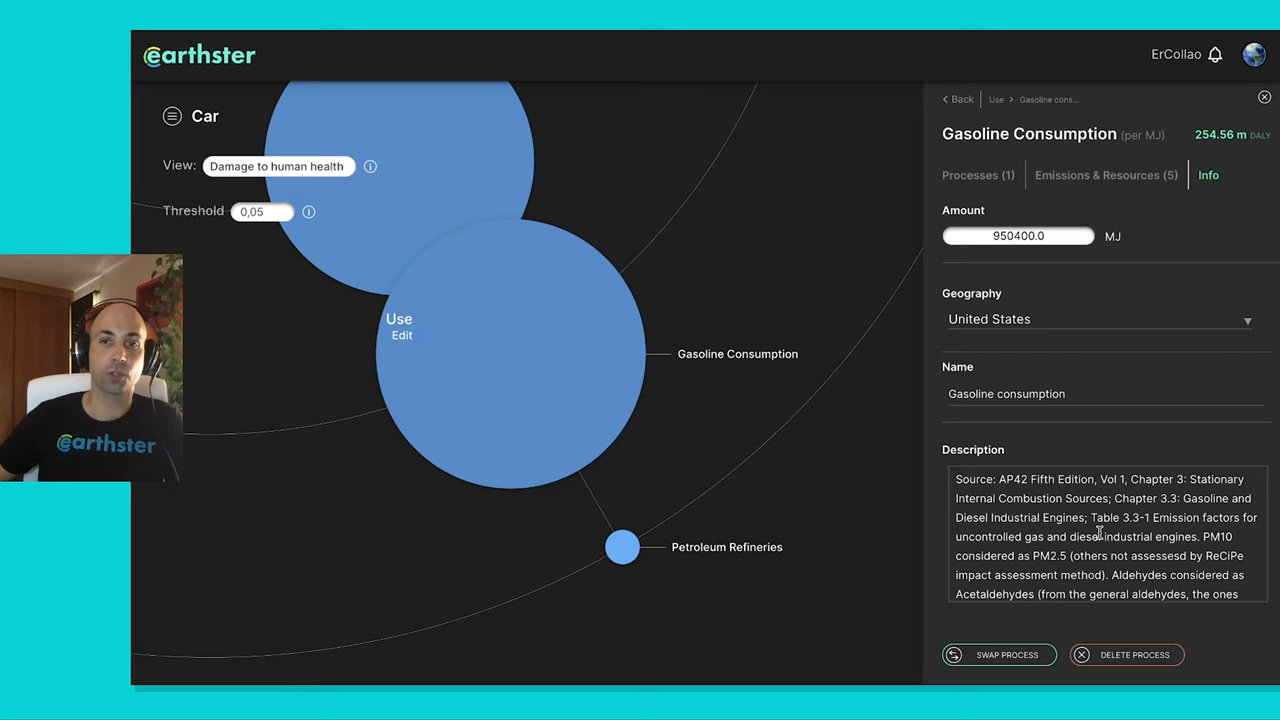 earthster
ErCollao
Car
View: Damage to human health
Threshold 0,05
Use
Edit
Gasoline Consumption
Petroleum Refineries
Back
Use > Gasoline cons...
Gasoline Consumption (per MJ) 254.56 m DALY
Processes (1) Emissions & Resources (5) Info
Amount
950400.0 MJ
Geography
United States
Name
Gasoline consumption
Description
Source: AP42 Fifth Edition, Vol 1, Chapter 3: Stationary
Internal Combustion Sources; Chapter 3.3: Gasoline and
Diesel Industrial Engines; Table 3.3-1 Emission factors for
uncontrolled gas and diesel industrial engines. PM10
considered as PM2.5 (others not assessesd by ReCiPe
impact assessment method). Aldehydes considered as
Acetaldehydes (from the general aldehydes, the ones
SWAP PROCESS
DELETE PROCESS
earthster